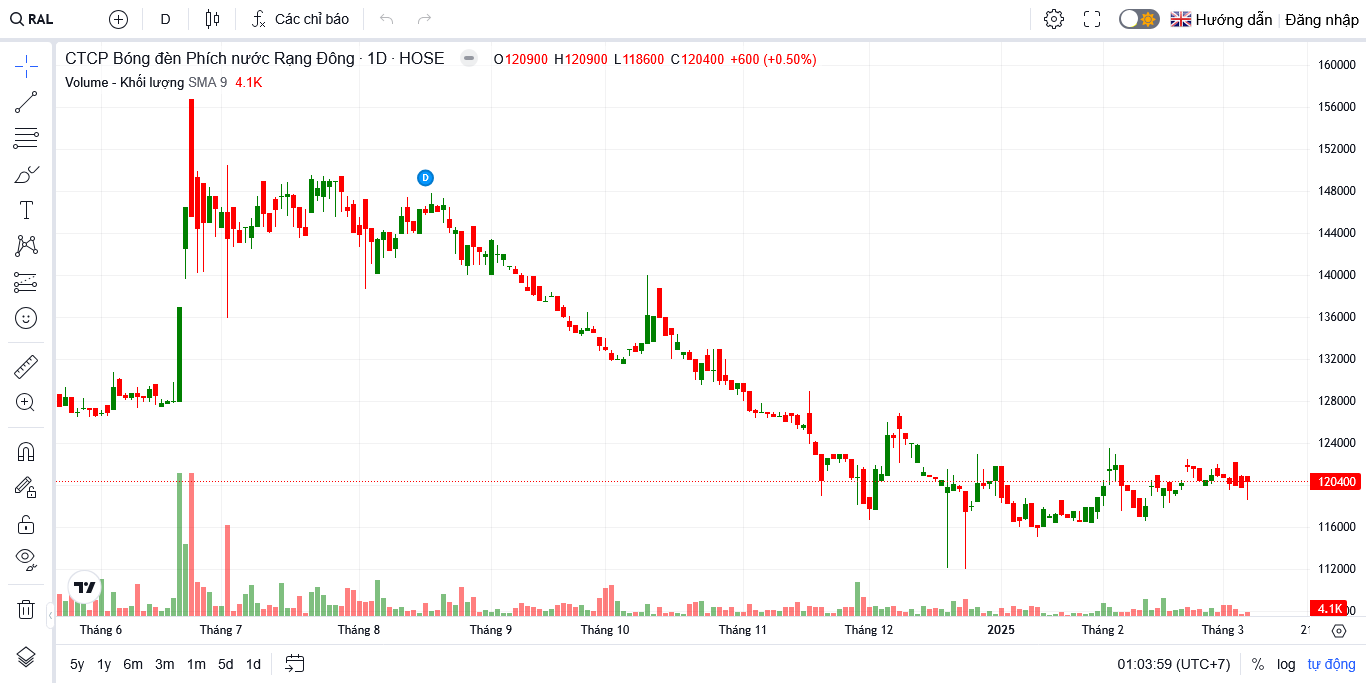 RAL D Các chỉ báo Hướng dẫn Đăng nhập
CTCP Bóng đèn Phích nước Rạng Đông · 1D · HOSE O120900 H120900 L118600 C120400 +600 (+0.50%)
Volume - Khối lượng SMA 9 4.1K
160000
156000
152000
148000
D
144000
140000
136000
132000
128000
124000
120400
116000
112000
4.1K
Tháng 6 Tháng 7 Tháng 8 Tháng 9 Tháng 10 Tháng 11 Tháng 12 2025 Tháng 2 Tháng 3
5y 1y 6m 3m 1m 5d 1d 01:03:59 (UTC+7) % log tự động